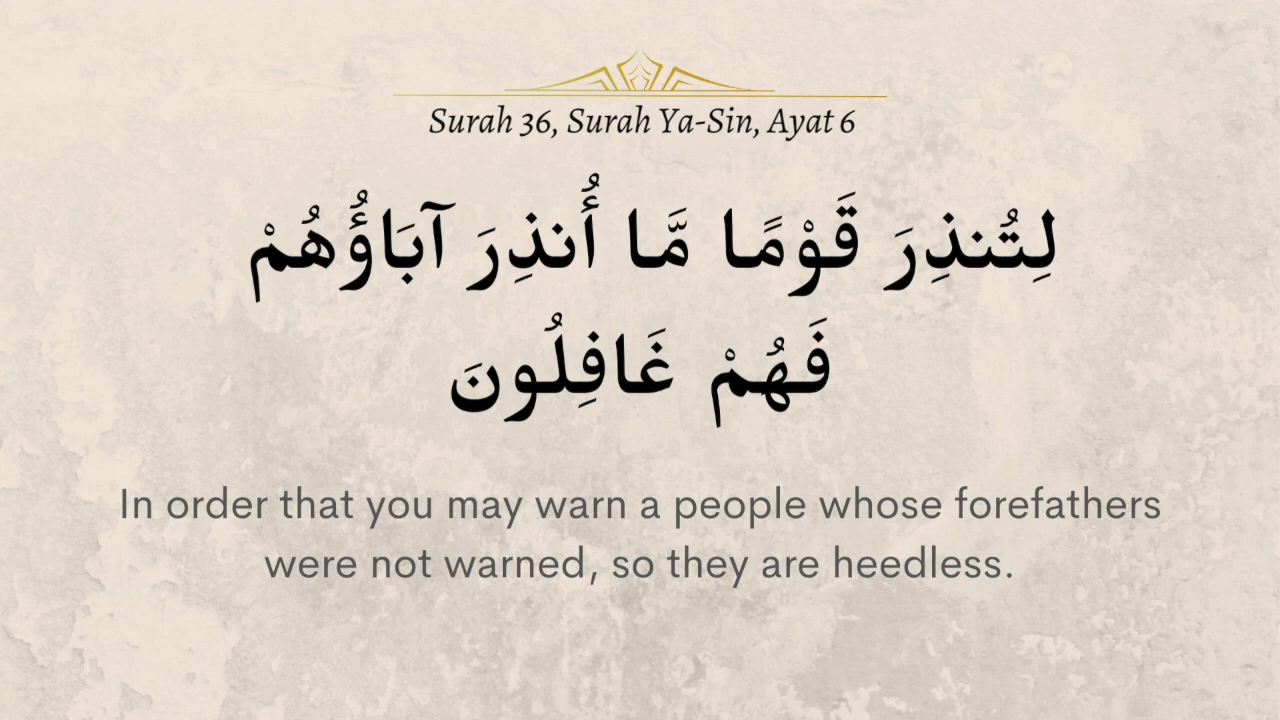 Surah 36, Surah Ya-Sin, Ayat 6
لِتُنذِرَ قَوْمًا مَّا أُنذِرَ آبَاؤُهُمْ
فَهُمْ غَافِلُونَ
In order that you may warn a people whose forefathers
were not warned, so they are heedless.